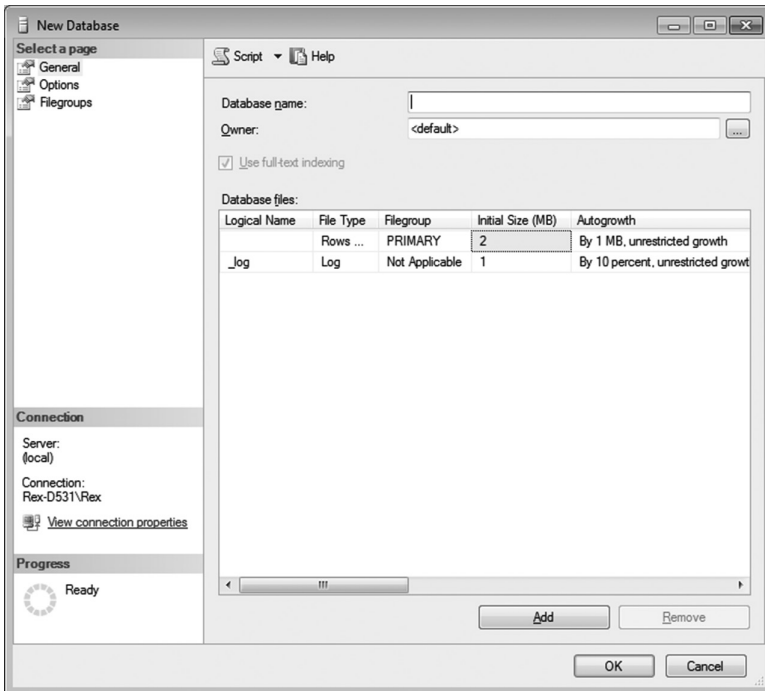 New Database
Select a page
General
Options
Filegroups
Script
Help
Database name:
Owner:
<default>
...
Use full-text indexing
Database files:
Logical Name File Type Filegroup Initial Size (MB) Autogrowth
Rows ... PRIMARY 2 By 1 MB, unrestricted growth
_log Log Not Applicable 1 By 10 percent, unrestricted growt
Connection
Server:
(local)
Connection:
Rex-D531\Rex
View connection properties
Progress
Ready
Add
Remove
OK
Cancel